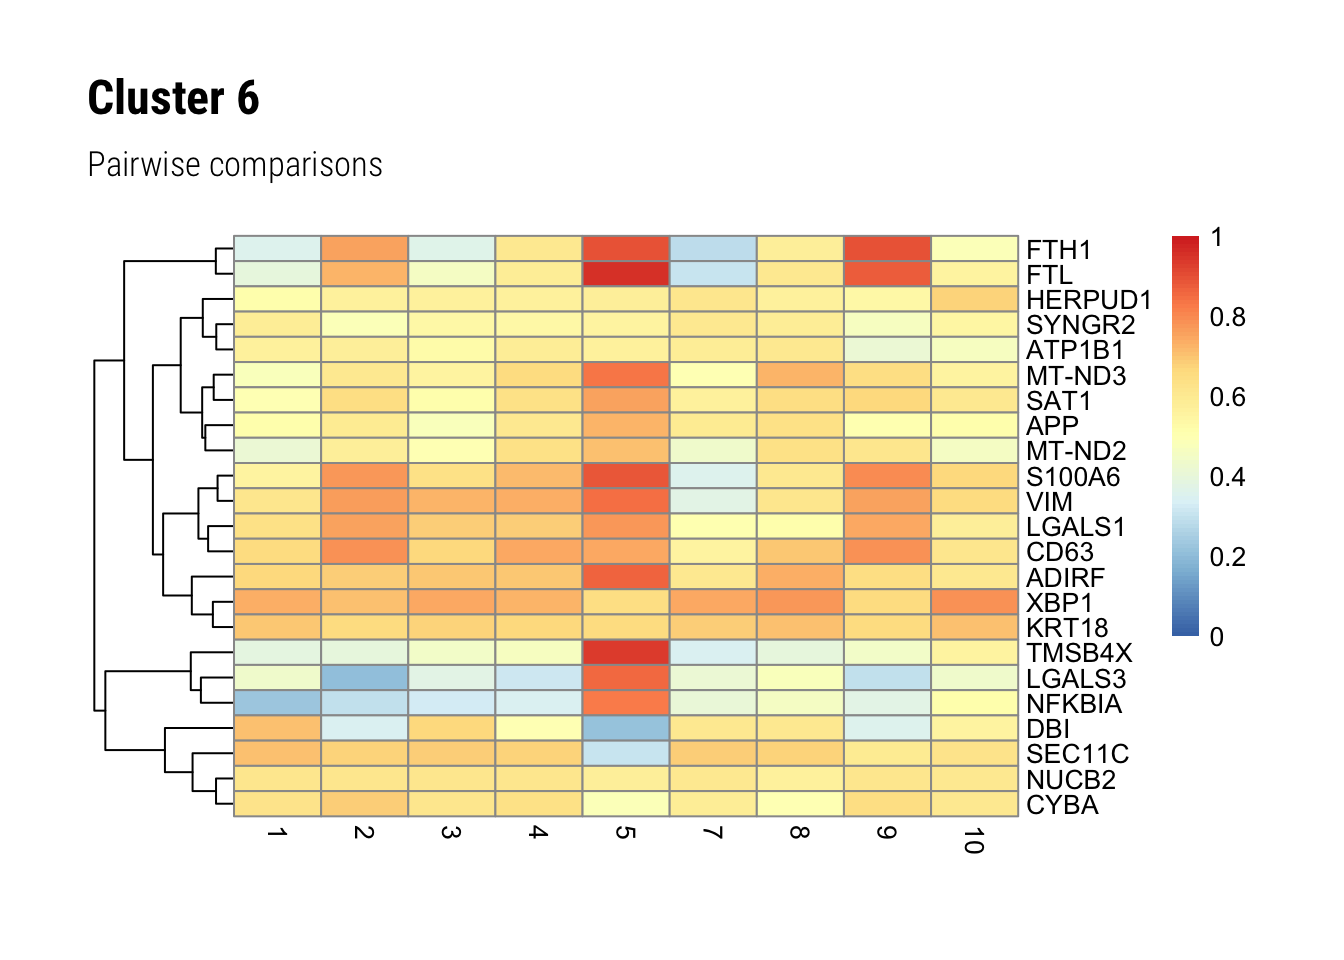 Cluster 6
Pairwise comparisons
FTH1
FTL
HERPUD1
SYNGR2
ATP1B1
MT-ND3
SAT1
APP
MT-ND2
S100A6
VIM
LGALS1
CD63
ADIRF
XBP1
KRT18
TMSB4X
LGALS3
NFKBIA
DBI
SEC11C
NUCB2
CYBA
1 2 3 4 5 7 8 9 10
1
0.8
0.6
0.4
0.2
0